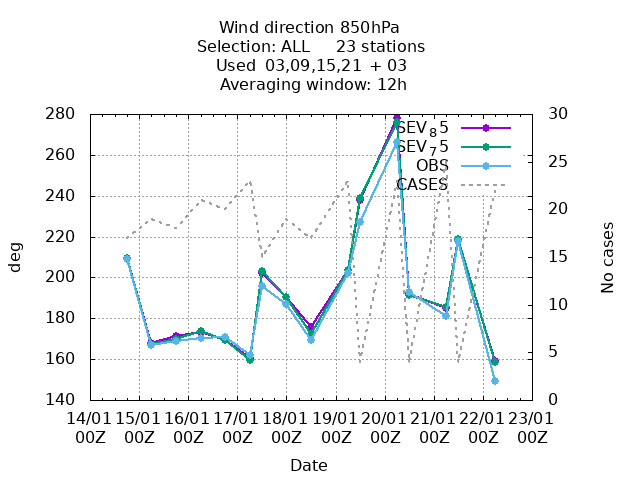 Wind direction 850hPa
Selection: ALL 23 stations
Used 03,09,15,21 + 03
Averaging window: 12h
280 30
SEV_85
SEV_75
OBS
CASES
260 25
240 20
220
200 15
180 10
160 5
140 0
deg
No cases
14/01 15/01 16/01 17/01 18/01 19/01 20/01 21/01 22/01 23/01
00Z 00Z 00Z 00Z 00Z 00Z 00Z 00Z 00Z 00Z
Date